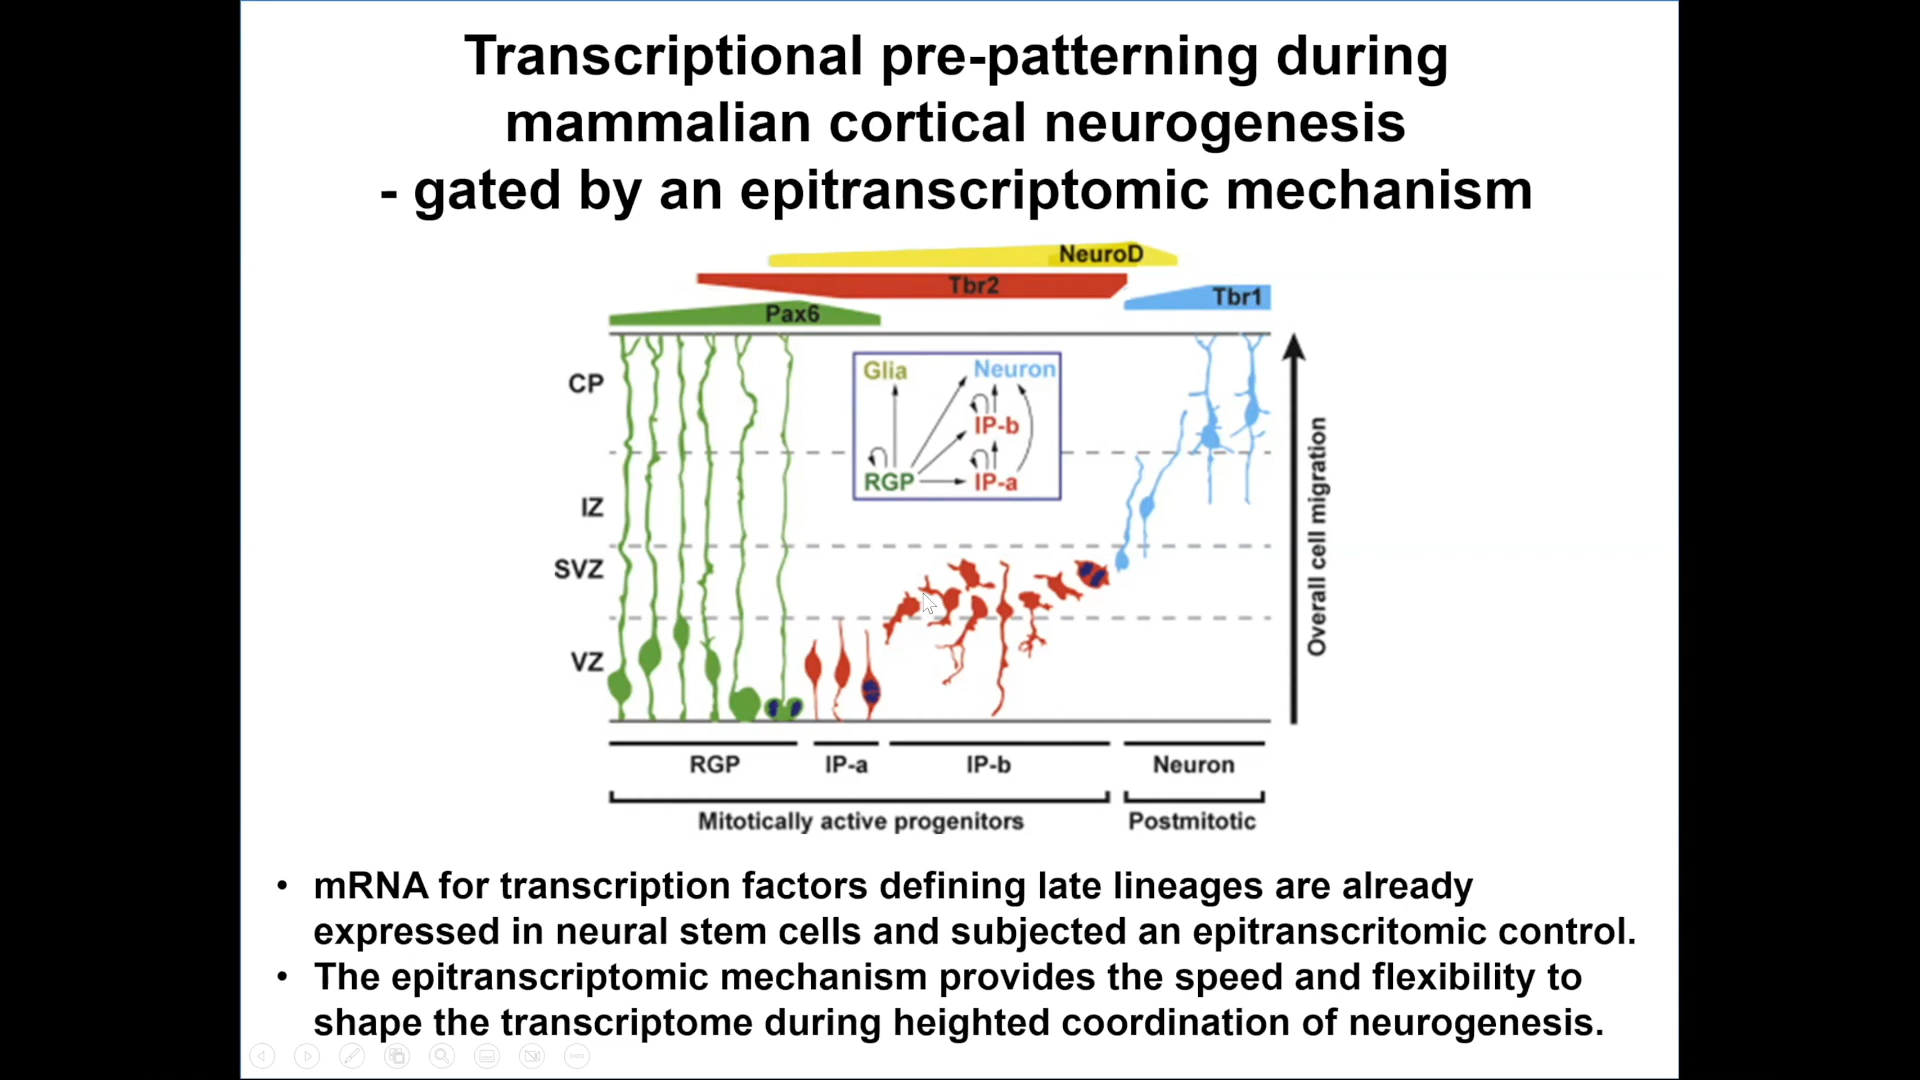 Transcriptional pre-patterning during
mammalian cortical neurogenesis
- gated by an epitranscriptomic mechanism
NeuroD
Tbr2
Tbr1
Pax6
CP
IZ
SVZ
VZ
Glia
Neuron
IP-b
RGP
IP-a
Overall cell migration
RGP
IP-a
IP-b
Neuron
Mitotically active progenitors
Postmitotic
• mRNA for transcription factors defining late lineages are already
expressed in neural stem cells and subjected an epitranscritomic control.
• The epitranscriptomic mechanism provides the speed and flexibility to
shape the transcriptome during heighted coordination of neurogenesis.